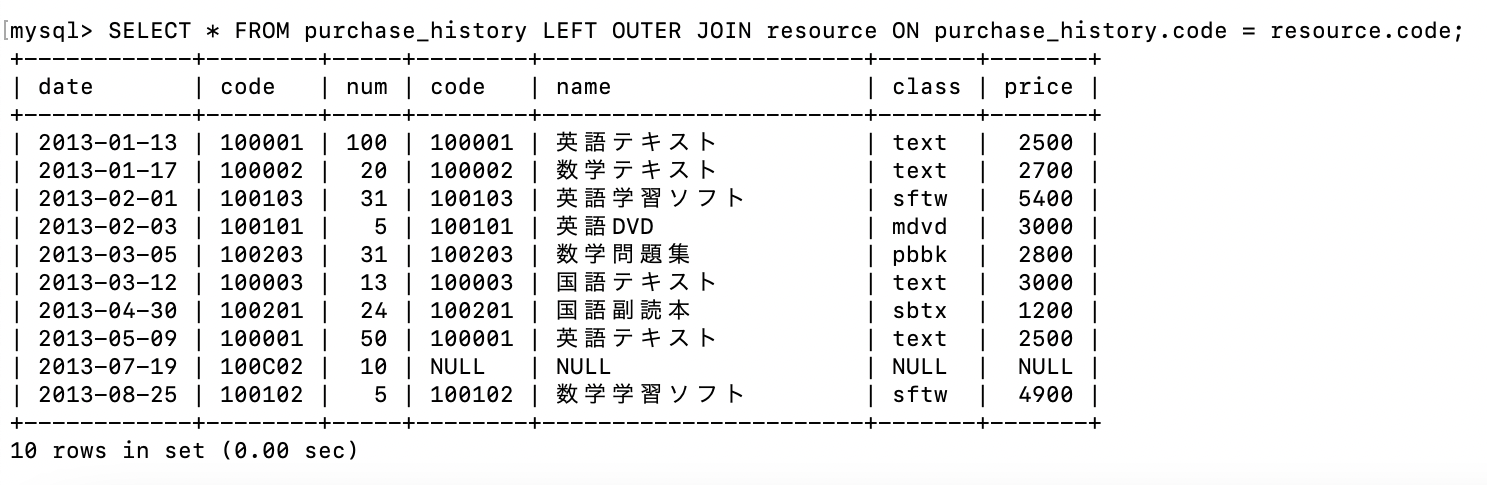 mysql> SELECT * FROM purchase_history LEFT OUTER JOIN resource ON purchase_history.code = resource.code;
+------------+--------+-----+--------+-----------------------+-------+-------+
| date       | code   | num | code   | name                  | class | price |
+------------+--------+-----+--------+-----------------------+-------+-------+
| 2013-01-13 | 100001 | 100 | 100001 | 英語テキスト | text  |  2500 |
| 2013-01-17 | 100002 |  20 | 100002 | 数学テキスト | text  |  2700 |
| 2013-02-01 | 100103 |  31 | 100103 | 英語学習ソフト | sftw  |  5400 |
| 2013-02-03 | 100101 |   5 | 100101 | 英語DVD | mdvd  |  3000 |
| 2013-03-05 | 100203 |  31 | 100203 | 数学問題集 | pbbk  |  2800 |
| 2013-03-12 | 100003 |  13 | 100003 | 国語テキスト | text  |  3000 |
| 2013-04-30 | 100201 |  24 | 100201 | 国語副読本 | sbtx  |  1200 |
| 2013-05-09 | 100001 |  50 | 100001 | 英語テキスト | text  |  2500 |
| 2013-07-19 | 100C02 |  10 | NULL   | NULL                  | NULL  |  NULL |
| 2013-08-25 | 100102 |   5 | 100102 | 数学学習ソフト | sftw  |  4900 |
+------------+--------+-----+--------+-----------------------+-------+-------+
10 rows in set (0.00 sec)